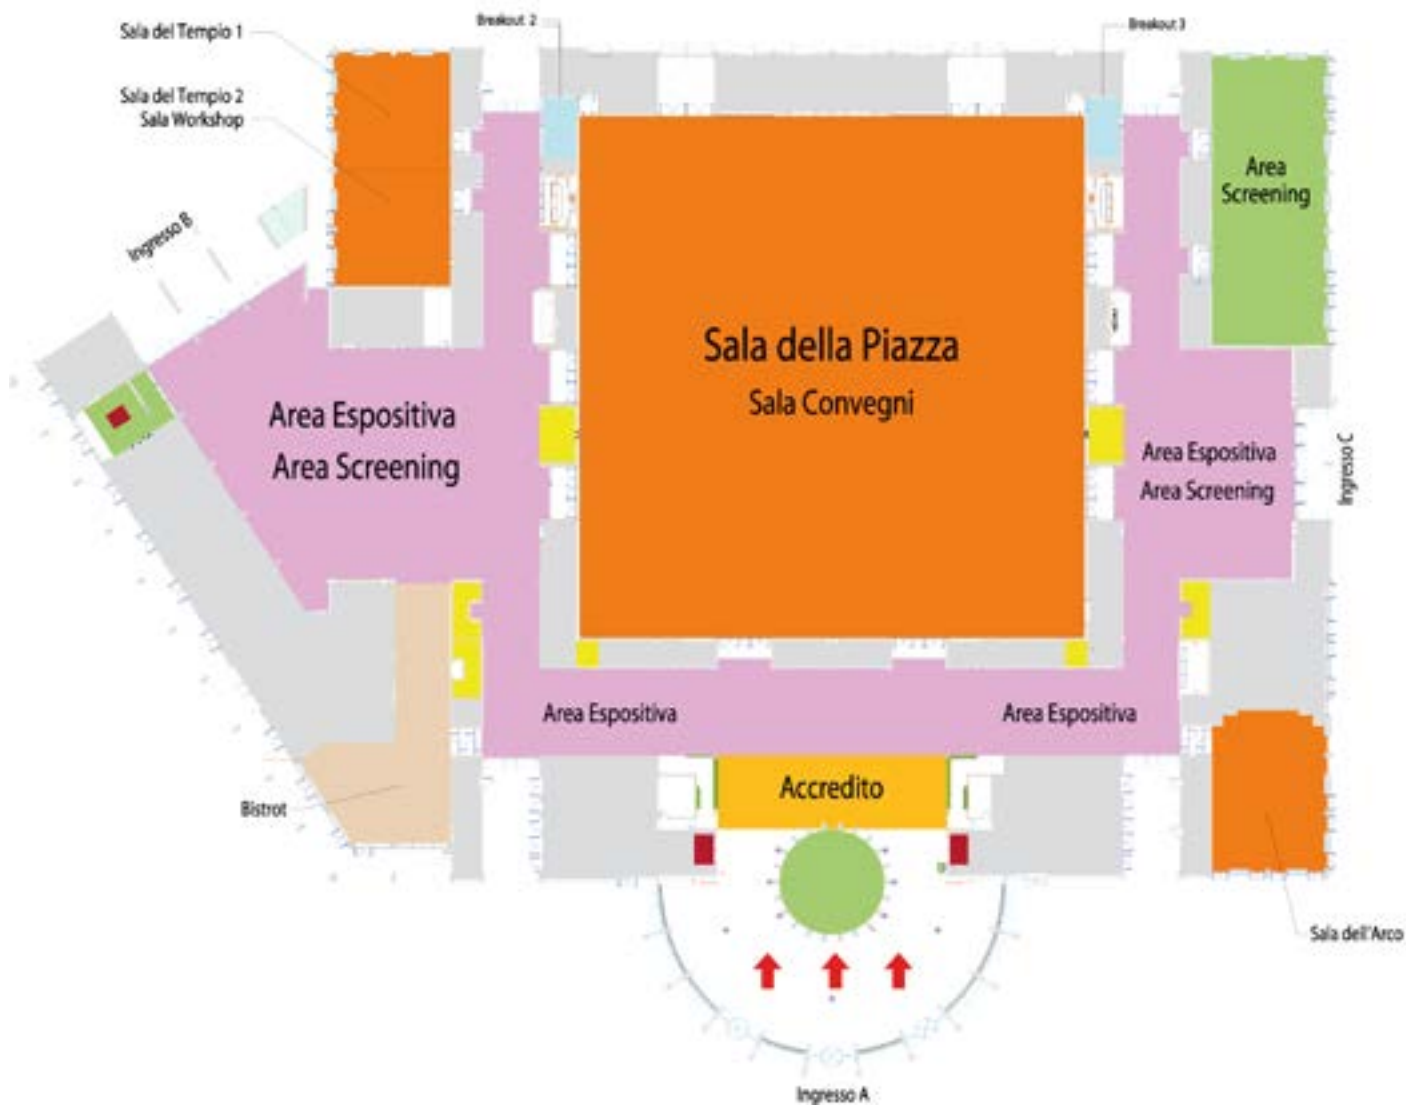 Breakout 2
Breakout 3
Sala del Tempio 1
Sala del Tempio 2
Sala Workshop
Area
Screening
Ingresso B
Sala della Piazza
Sala Convegni
Area Espositiva
Area Screening
Area Espositiva
Area Screening
Ingresso C
Area Espositiva
Area Espositiva
Accredito
Bistrot
Sala dell'Arco
Ingresso A